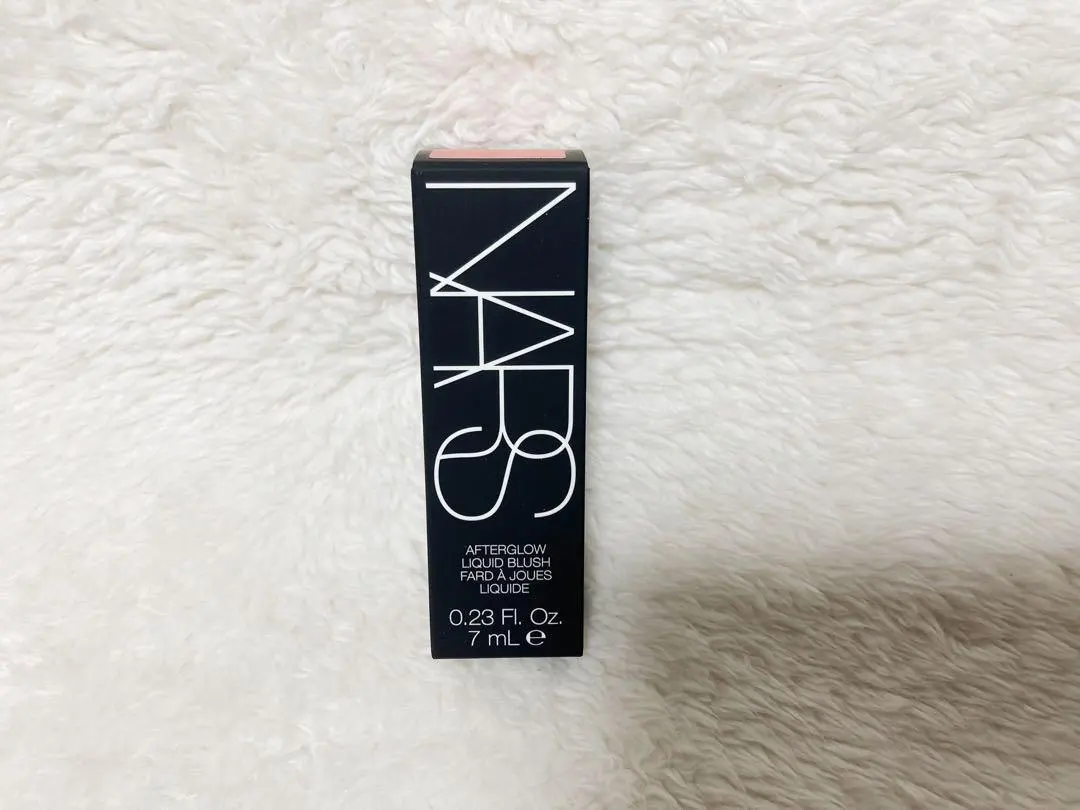 NARS
AFTERGLOW
LIQUID BLUSH
FARD À JOUES
LIQUIDE
0.23 Fl. Oz.
7 mL ℮